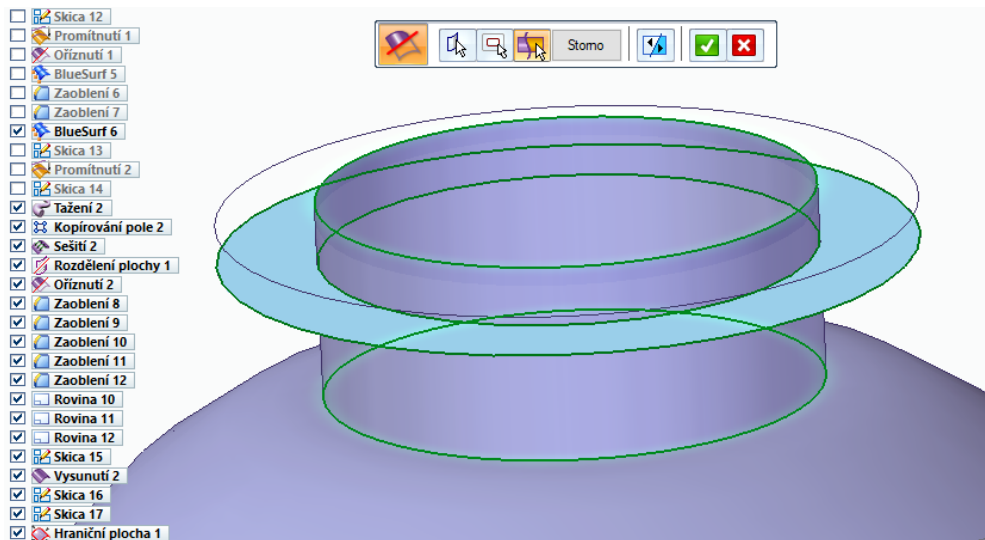 Skica 12
Promítnutí 1
Oříznutí 1
BlueSurf 5
Zaoblení 6
Zaoblení 7
BlueSurf 6
Skica 13
Promítnutí 2
Skica 14
Tažení 2
Kopírování pole 2
Sešití 2
Rozdělení plochy 1
Oříznutí 2
Zaoblení 8
Zaoblení 9
Zaoblení 10
Zaoblení 11
Zaoblení 12
Rovina 10
Rovina 11
Rovina 12
Skica 15
Vysunutí 2
Skica 16
Skica 17
Hraniční plocha 1
Stomo